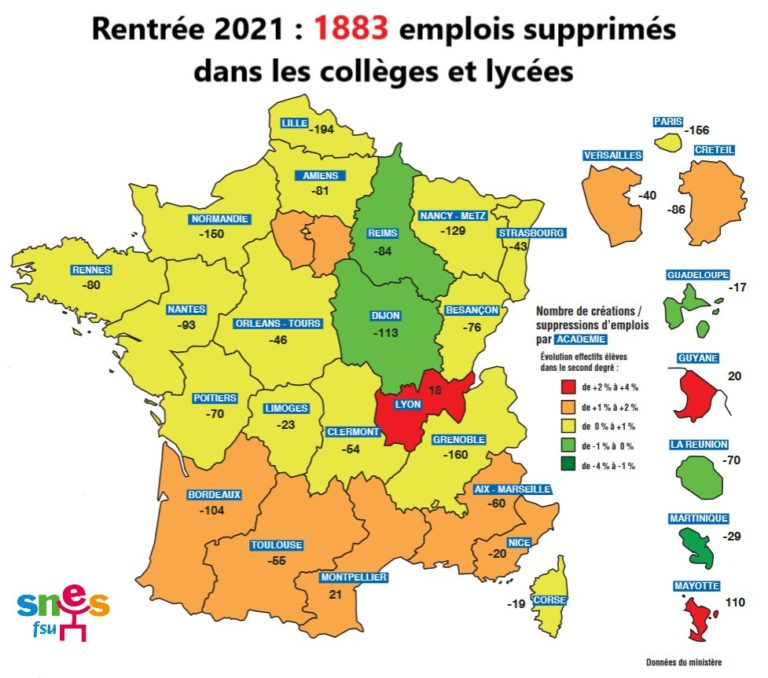 Rentrée 2021 : 1883 emplois supprimés
dans les collèges et lycées
LILLE
-194
PARIS
-156
VERSAILLES
-40
CRETEIL
-86
AMIENS
-81
NORMANDIE
-150
REIMS
-84
NANCY - METZ
-129
STRASBOURG
-43
RENNES
-80
NANTES
-93
ORLEANS - TOURS
-46
DIJON
-113
BESANÇON
-76
GUADELOUPE
-17
Nombre de créations /
suppressions d'emplois
par ACADEMIE
Évolution effectifs élèves
dans le second degré :
de +2 % à +4 %
de +1 % à +2 %
de 0 % à +1 %
de -1 % à 0 %
de -4 % à -1 %
GUYANE
20
POITIERS
-70
LIMOGES
-23
CLERMONT
-54
LYON
18
GRENOBLE
-160
LA REUNION
-70
BORDEAUX
-104
TOULOUSE
-55
MONTPELLIER
21
AIX - MARSEILLE
-60
NICE
-20
CORSE
-19
MARTINIQUE
-29
MAYOTTE
110
snes
fsu
Données du ministère